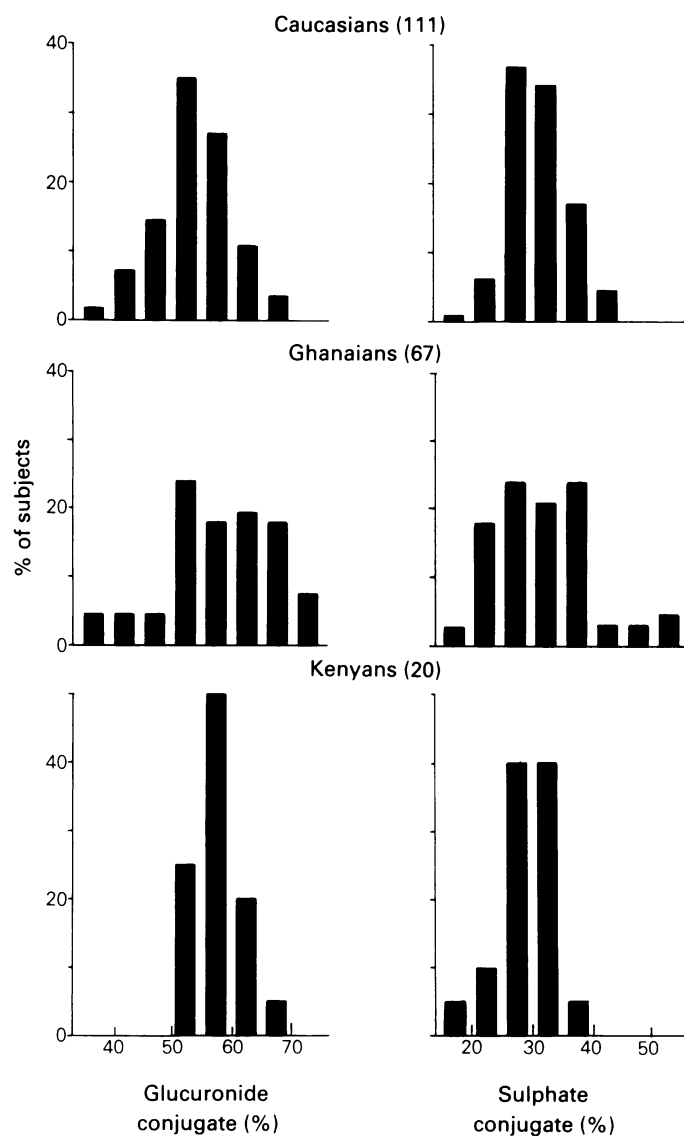 Caucasians (111)
40
20
0
Ghanaians (67)
40
20
0
% of subjects
Kenyans (20)
40
20
0
40 50 60 70
20 30 40 50
Glucuronide
conjugate (%)
Sulphate
conjugate (%)